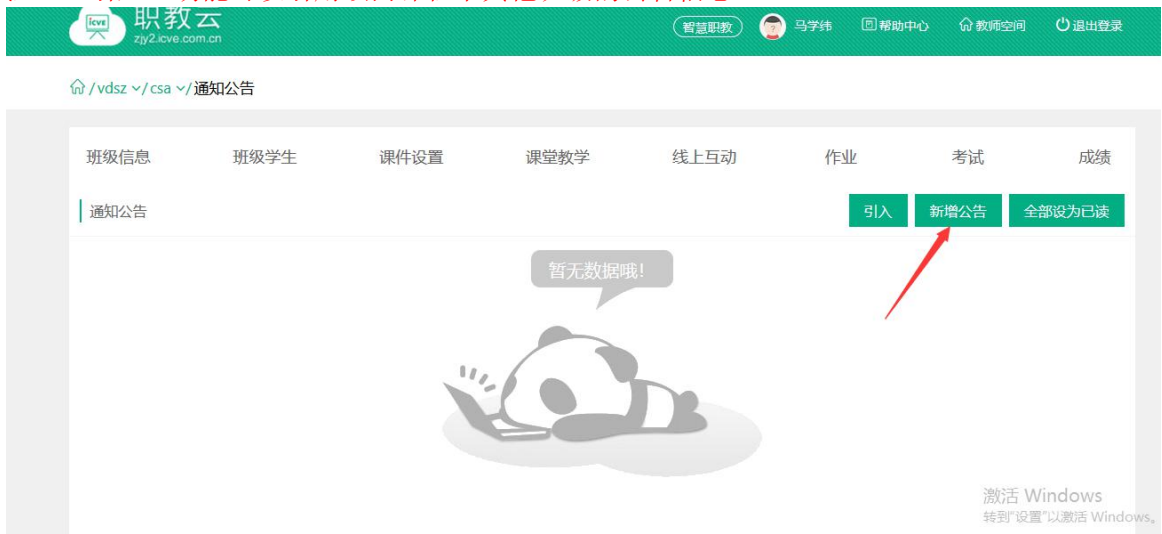 icve 职教云
zjy2.icve.com.cn
智慧职教 马学纬 帮助中心 教师空间 退出登录
/ vdsz / csa / 通知公告
班级信息 班级学生 课件设置 课堂教学 线上互动 作业 考试 成绩
通知公告 引入 新增公告 全部设为已读
暂无数据哦！
激活 Windows
转到"设置"以激活 Windows。